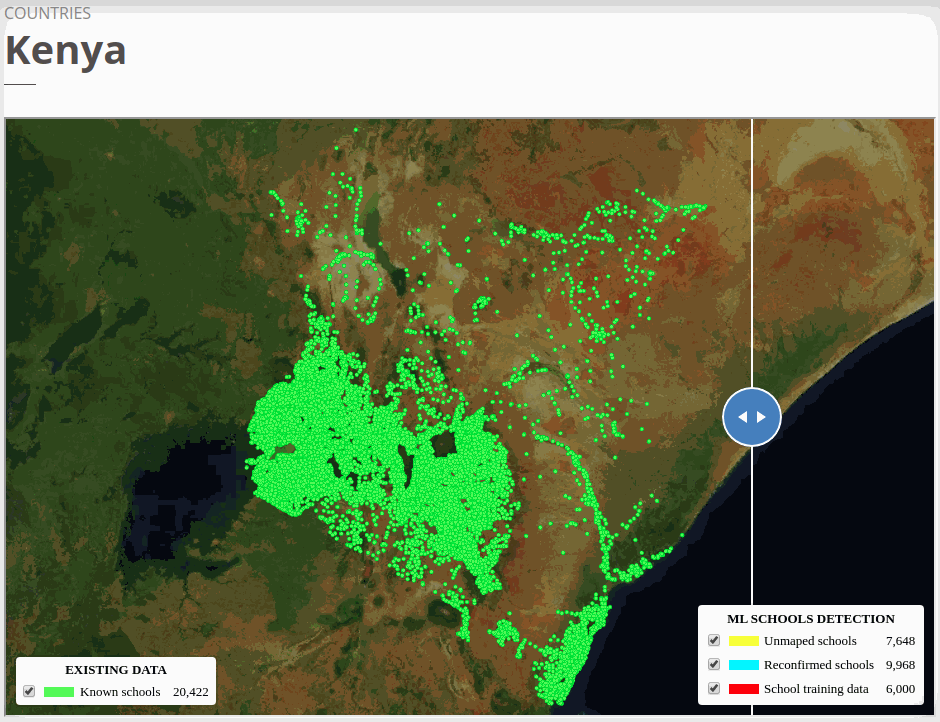 COUNTRIES
Kenya
EXISTING DATA
Known schools 20,422
ML SCHOOLS DETECTION
Unmaped schools 7,648
Reconfirmed schools 9,968
School training data 6,000